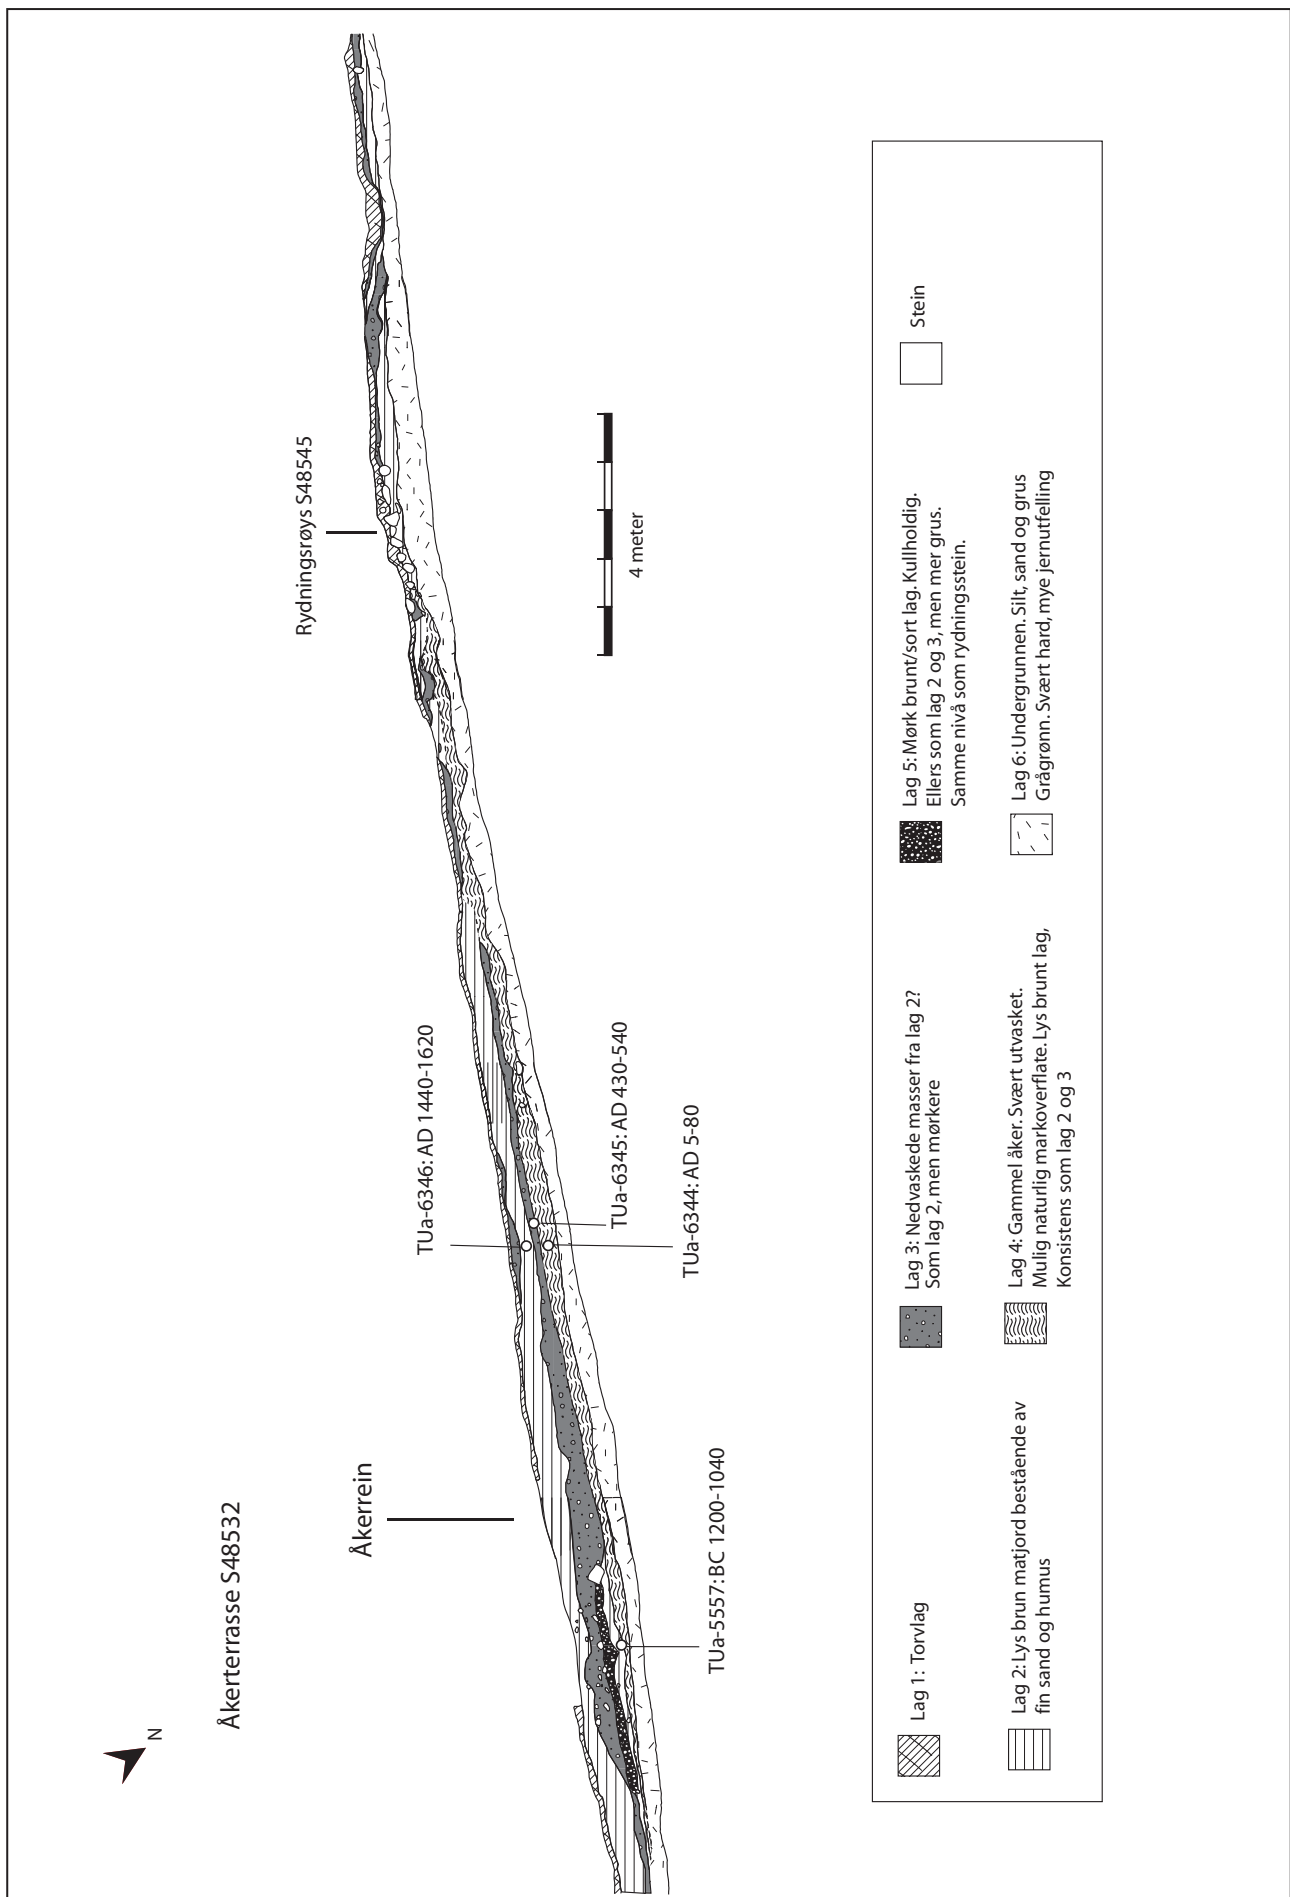 N
Åkerterrasse S48532
Åkerrein
Rydningsrøys S48545
TUa-6346: AD 1440-1620
TUa-6345: AD 430-540
TUa-6344: AD 5-80
TUa-5557: BC 1200-1040
4 meter
Lag 1: Torvlag
Lag 2: Lys brun matjord bestående av
fin sand og humus
Lag 3: Nedvaskede masser fra lag 2?
Som lag 2, men mørkere
Lag 4: Gammel åker. Svært utvasket.
Mulig naturlig markoverflate. Lys brunt lag,
Konsistens som lag 2 og 3
Lag 5: Mørk brunt/sort lag. Kullholdig.
Ellers som lag 2 og 3, men mer grus.
Samme nivå som rydningsstein.
Lag 6: Undergrunnen. Silt, sand og grus
Grågrønn. Svært hard, mye jernutfelling
Stein